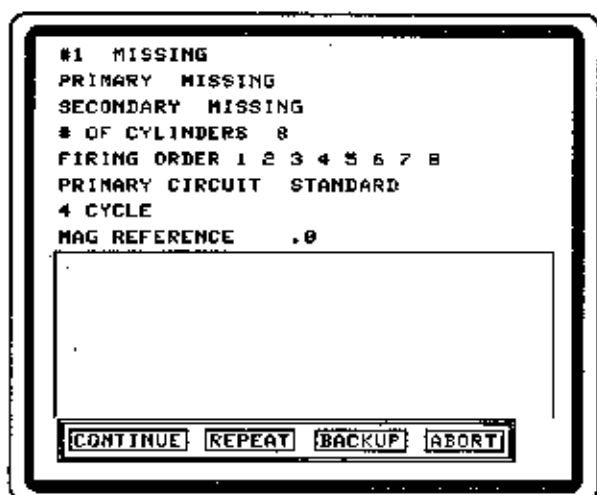 #1 MISSING
PRIMARY MISSING
SECONDARY MISSING
# OF CYLINDERS 8
FIRING ORDER 1 2 3 4 5 6 7 8
PRIMARY CIRCUIT STANDARD
4 CYCLE
MAG REFERENCE .0
CONTINUE REPEAT BACKUP ABORT